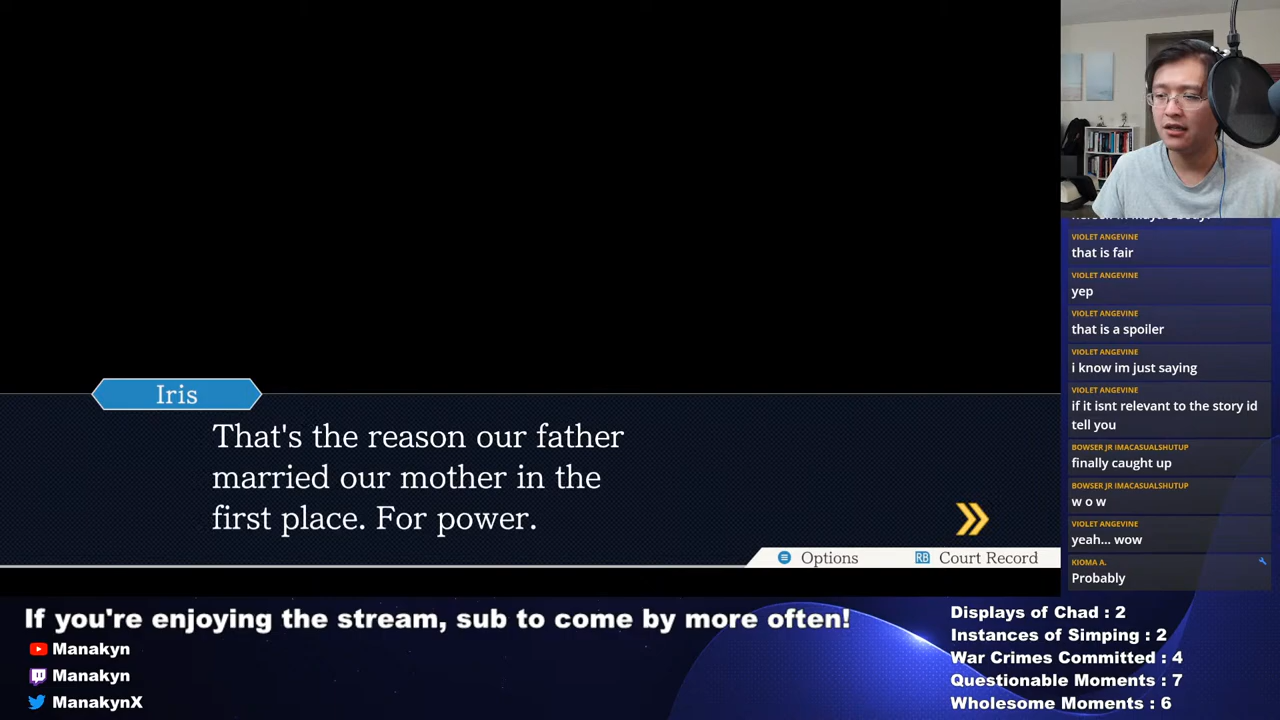 Iris
That's the reason our father
married our mother in the
first place. For power.
Options
RB Court Record
VIOLET ANGEVINE
that is fair
VIOLET ANGEVINE
yep
VIOLET ANGEVINE
that is a spoiler
VIOLET ANGEVINE
i know im just saying
VIOLET ANGEVINE
if it isnt relevant to the story id
tell you
BOWSER JR IMACASUALSHUTUP
finally caught up
BOWSER JR IMACASUALSHUTUP
w o w
VIOLET ANGEVINE
yeah... wow
KIOMA A.
Probably
If you're enjoying the stream, sub to come by more often!
Manakyn
Manakyn
ManakynX
Displays of Chad : 2
Instances of Simping : 2
War Crimes Committed : 4
Questionable Moments : 7
Wholesome Moments : 6